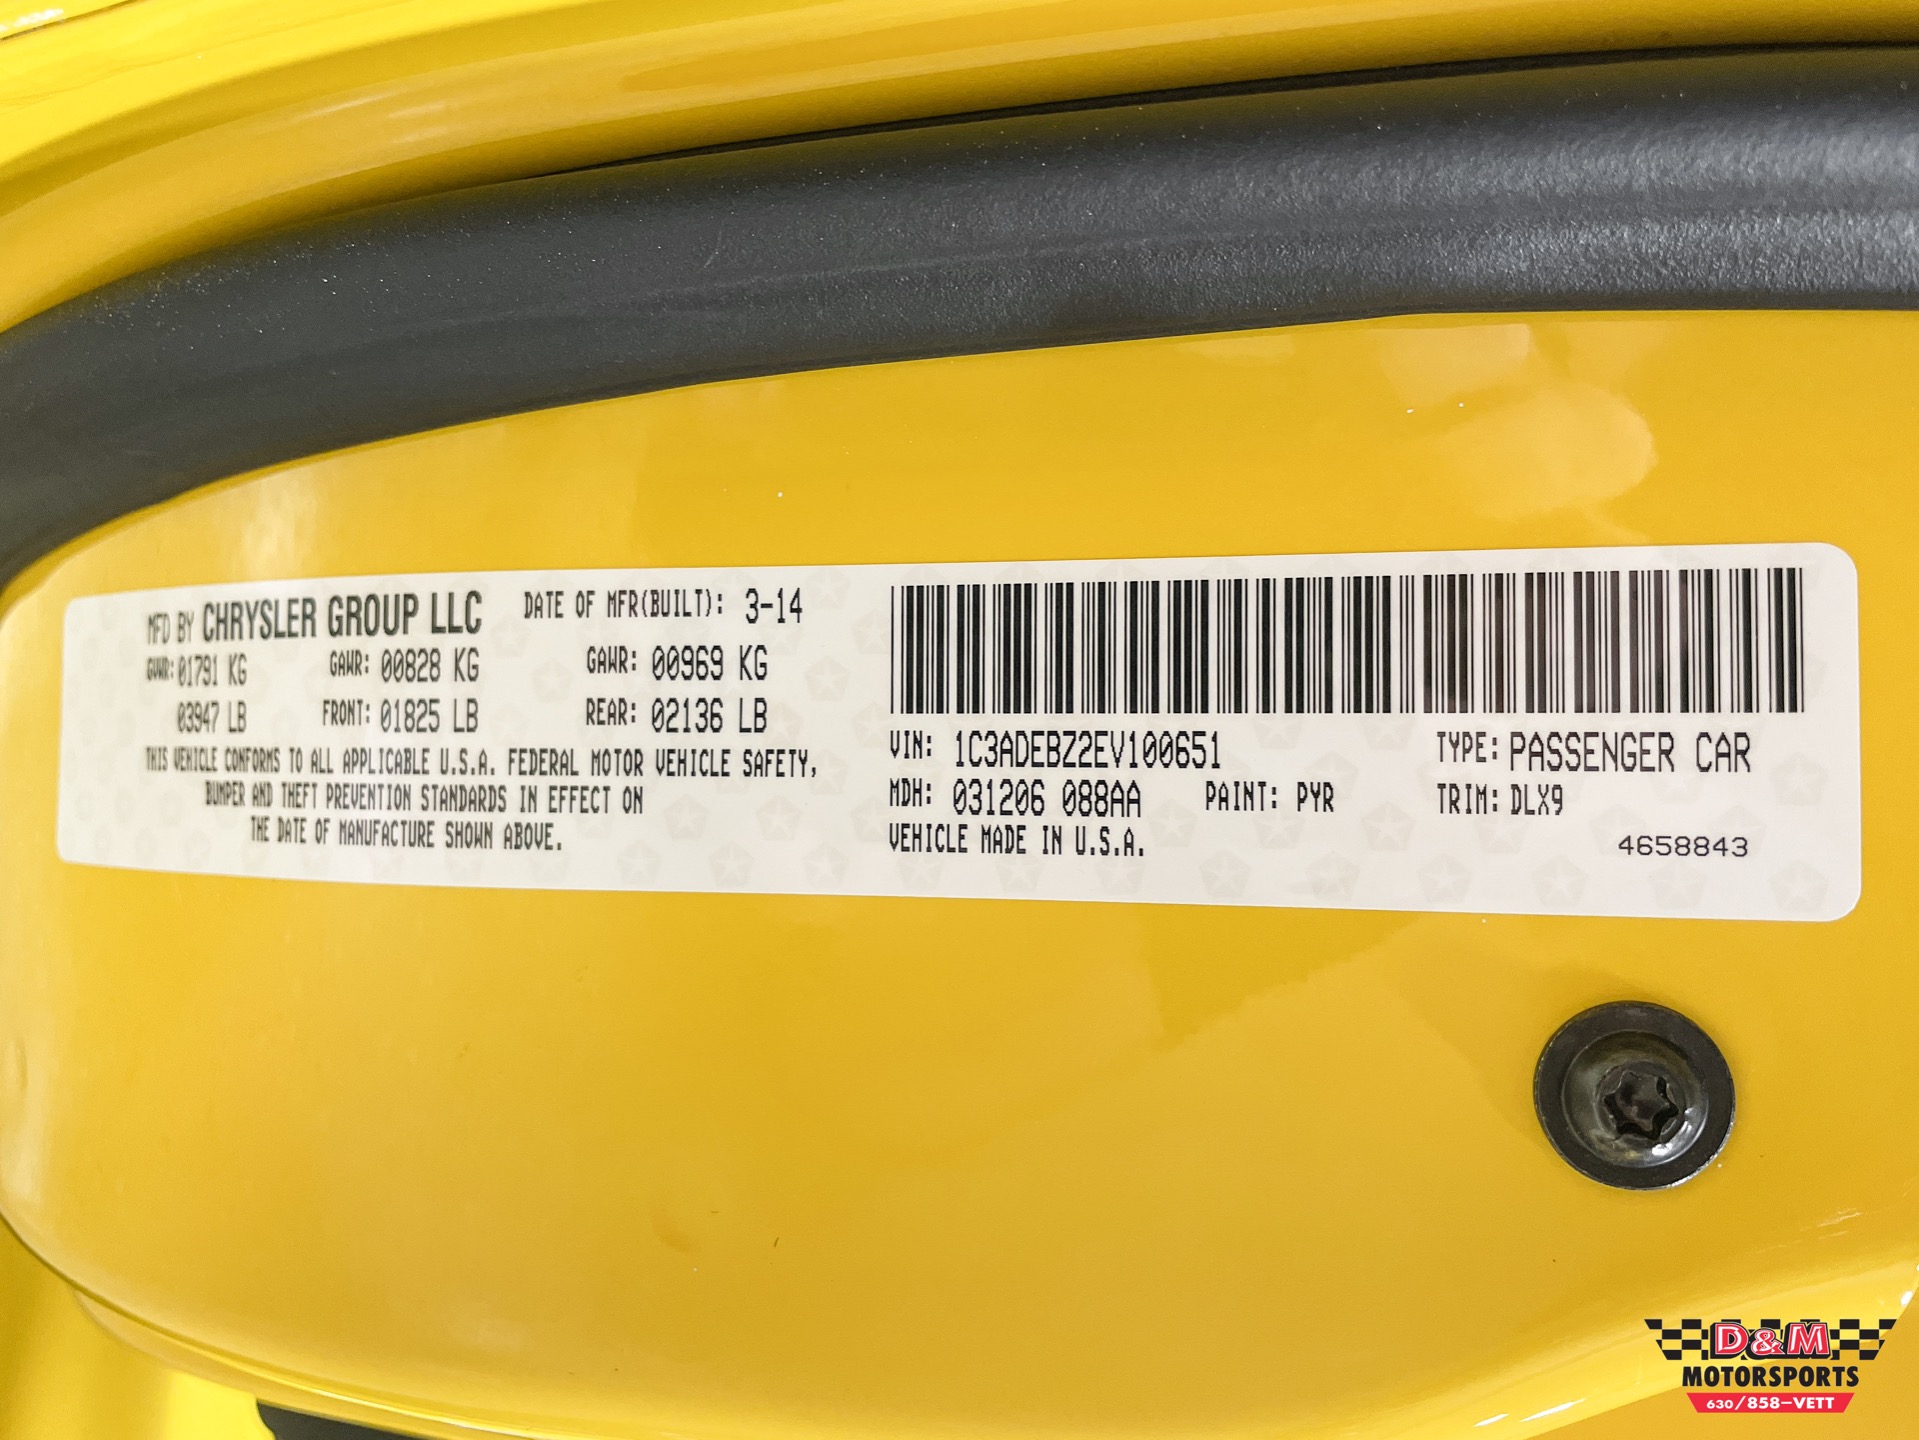 MFD BY CHRYSLER GROUP LLC DATE OF MFR(BUILT): 3-14
GVWR: 01791 KG GAWR: 00828 KG GAWR: 00969 KG
03947 LB FRONT: 01825 LB REAR: 02136 LB
THIS VEHICLE CONFORMS TO ALL APPLICABLE U.S.A. FEDERAL MOTOR VEHICLE SAFETY,
BUMPER AND THEFT PREVENTION STANDARDS IN EFFECT ON
THE DATE OF MANUFACTURE SHOWN ABOVE.
VIN: 1C3ADEBZ2EV100651 TYPE: PASSENGER CAR
MDH: 031206 088AA PAINT: PYR TRIM: DLX9
VEHICLE MADE IN U.S.A.
4658843
D&M
MOTORSPORTS
630/858-VETT